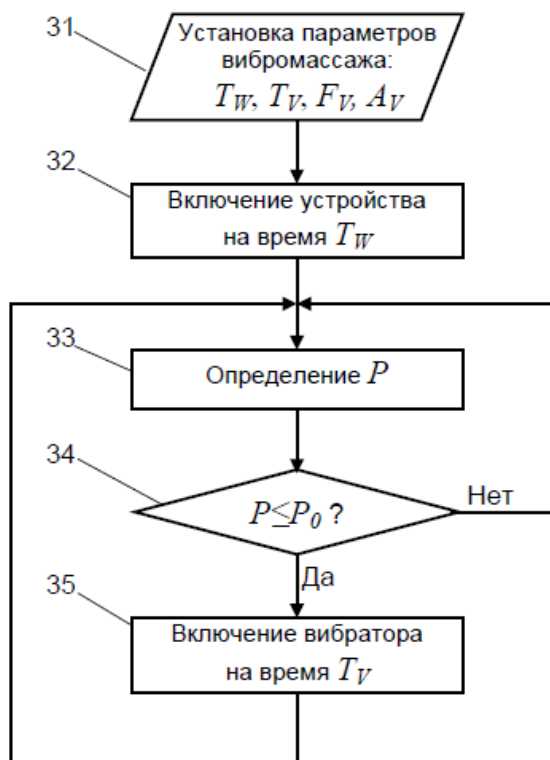 31
Установка параметров
вибромассажа:
T_W, T_V, F_V, A_V
32
Включение устройства
на время T_W
33
Определение P
34
P≤P_0 ?
Нет
Да
35
Включение вибратора
на время T_V